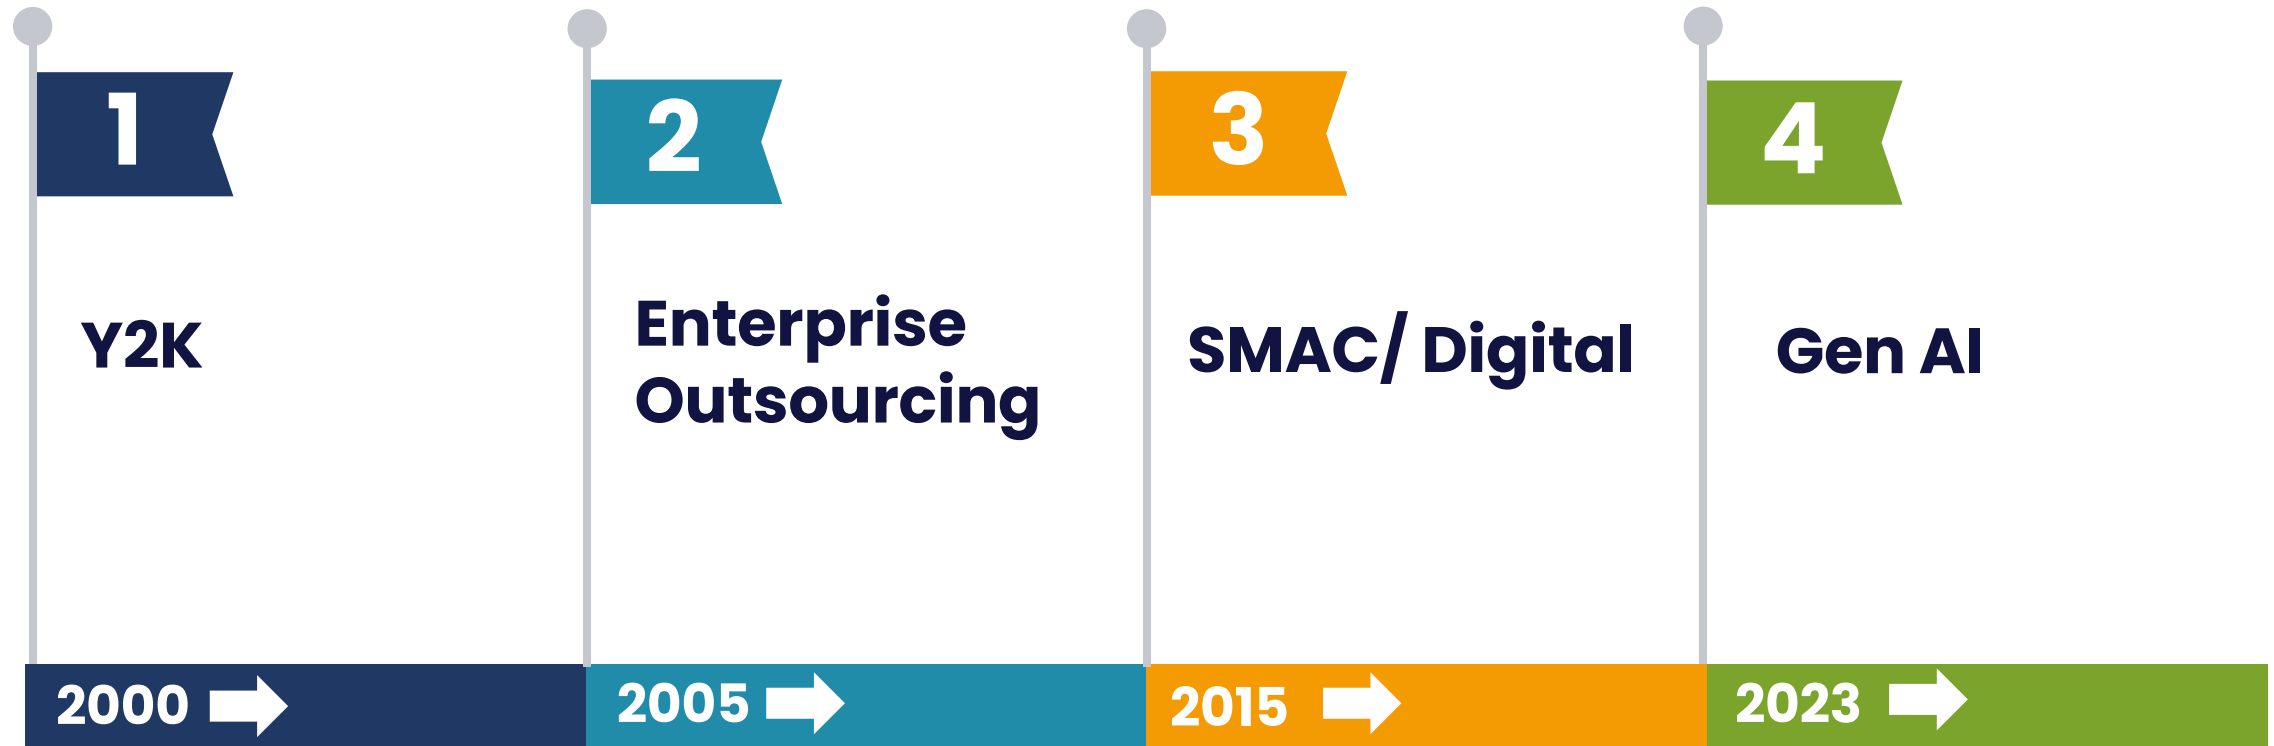 1
2
3
4
Y2K
Enterprise
Outsourcing
SMAC/ Digital
Gen AI
2000
2005
2015
2023